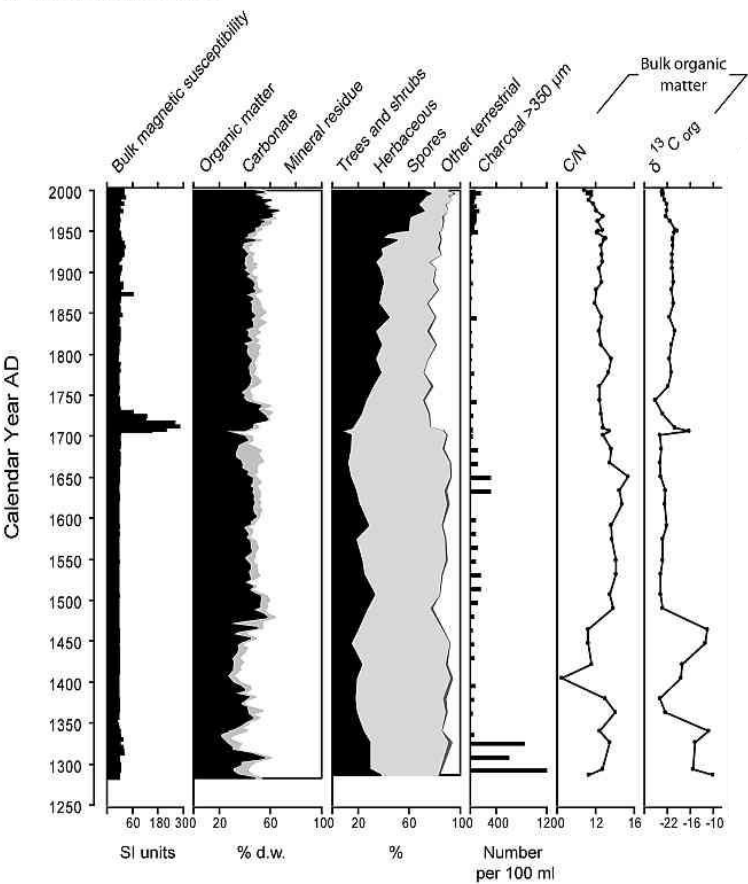 Bulk organic
matter
Bulk magnetic susceptibility
Organic matter
Carbonate
Mineral residue
Trees and shrubs
Herbaceous
Spores
Other terrestrial
Charcoal >350 μm
C/N
δ 13C org
Calendar Year AD
2000
1950
1900
1850
1800
1750
1700
1650
1600
1550
1500
1450
1400
1350
1300
1250
60 180 300 20 60 100 20 60 100 400 1200 12 16 -22 -16 -10
SI units % d.w. % Number
per 100 ml